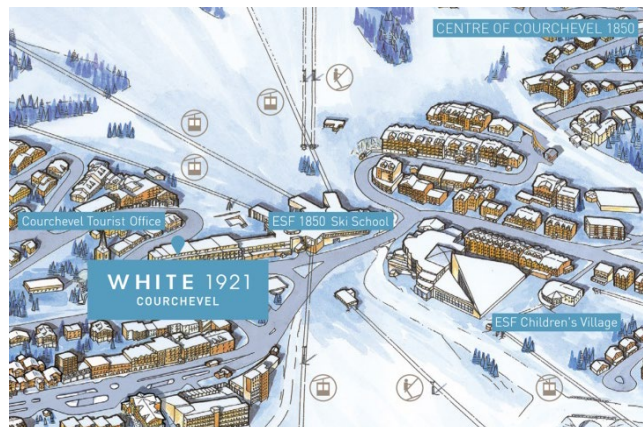 CENTRE OF COURCHEVEL 1850
Courchevel Tourist Office
ESF 1850 Ski School
WHITE 1921
COURCHEVEL
ESF Children's Village